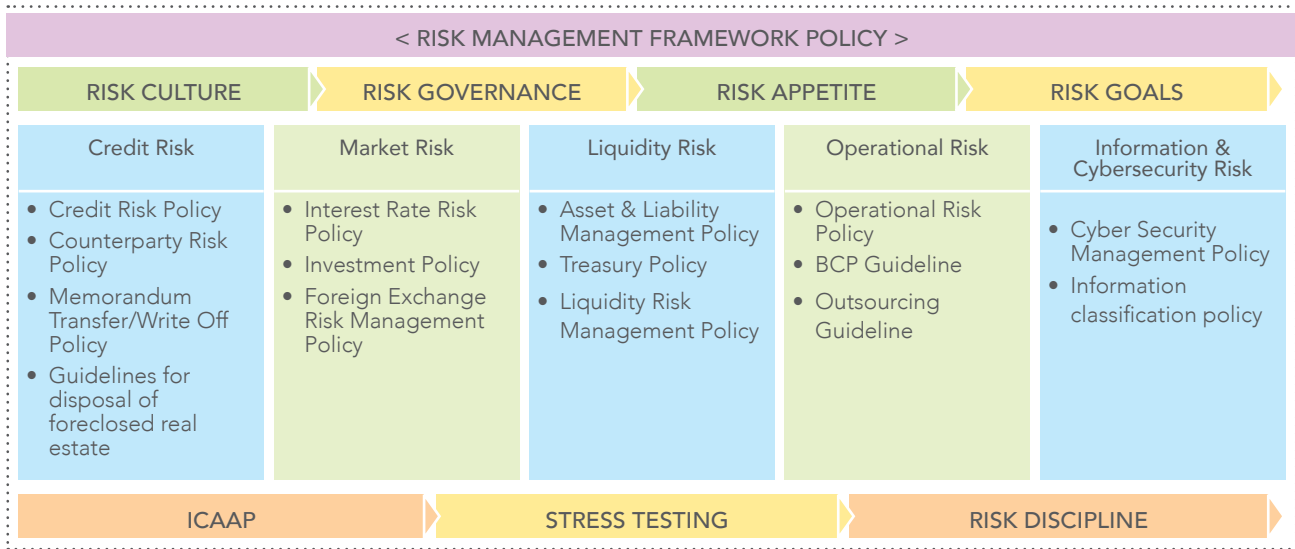 < RISK MANAGEMENT FRAMEWORK POLICY >
RISK CULTURE
RISK GOVERNANCE
RISK APPETITE
RISK GOALS
Credit Risk
• Credit Risk Policy
• Counterparty Risk
Policy
• Memorandum
Transfer/Write Off
Policy
• Guidelines for
disposal of
foreclosed real
estate
Market Risk
• Interest Rate Risk
Policy
• Investment Policy
• Foreign Exchange
Risk Management
Policy
Liquidity Risk
• Asset & Liability
Management Policy
• Treasury Policy
• Liquidity Risk
Management Policy
Operational Risk
• Operational Risk
Policy
• BCP Guideline
• Outsourcing
Guideline
Information &
Cybersecurity Risk
• Cyber Security
Management Policy
• Information
classification policy
ICAAP
STRESS TESTING
RISK DISCIPLINE